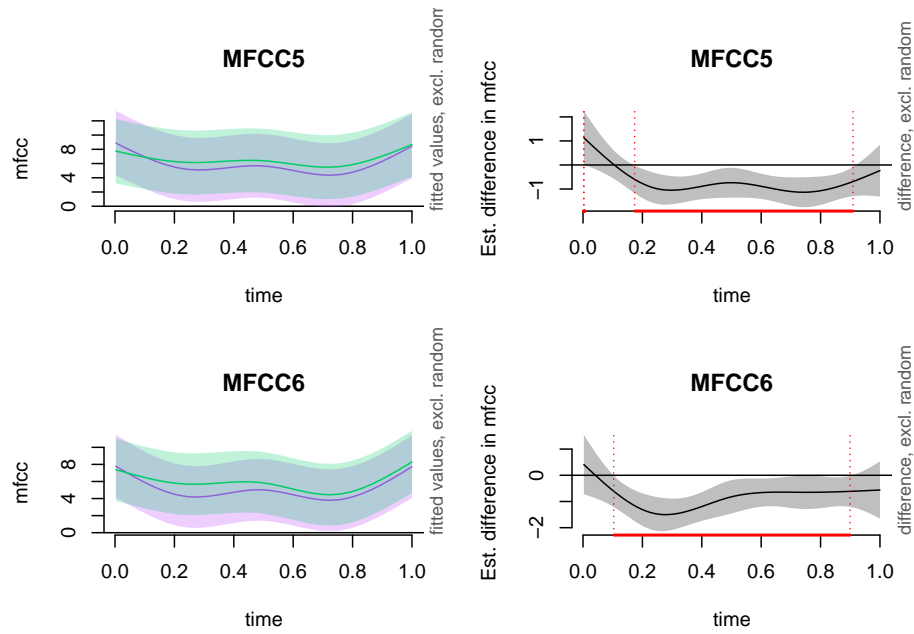 MFCC5
mfcc
0 4 8
0.0 0.2 0.4 0.6 0.8 1.0
time
fitted values, excl. random
MFCC5
Est. difference in mfcc
−1 1
0.0 0.2 0.4 0.6 0.8 1.0
time
difference, excl. random
MFCC6
mfcc
0 4 8
0.0 0.2 0.4 0.6 0.8 1.0
time
fitted values, excl. random
MFCC6
Est. difference in mfcc
−2 0
0.0 0.2 0.4 0.6 0.8 1.0
time
difference, excl. random